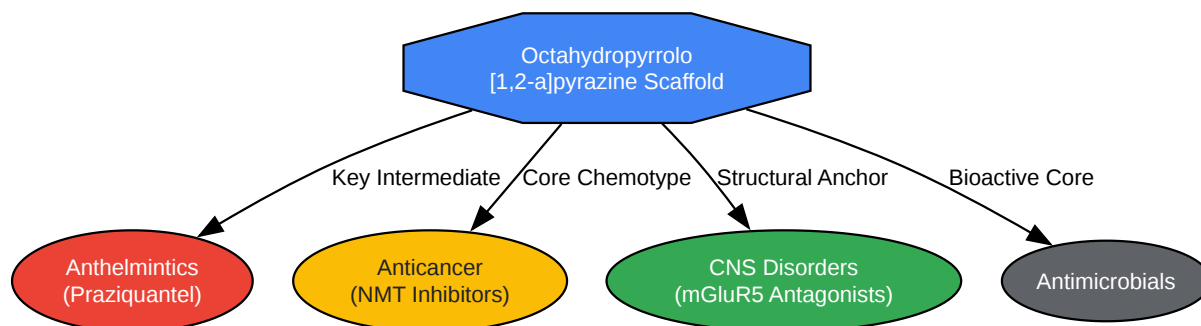 Octahydropyrrolo
[1,2-a]pyrazine Scaffold
Key Intermediate
Core Chemotype
Structural Anchor
Bioactive Core
Anthelmintics
(Praziquantel)
Anticancer
(NMT Inhibitors)
CNS Disorders
(mGluR5 Antagonists)
Antimicrobials